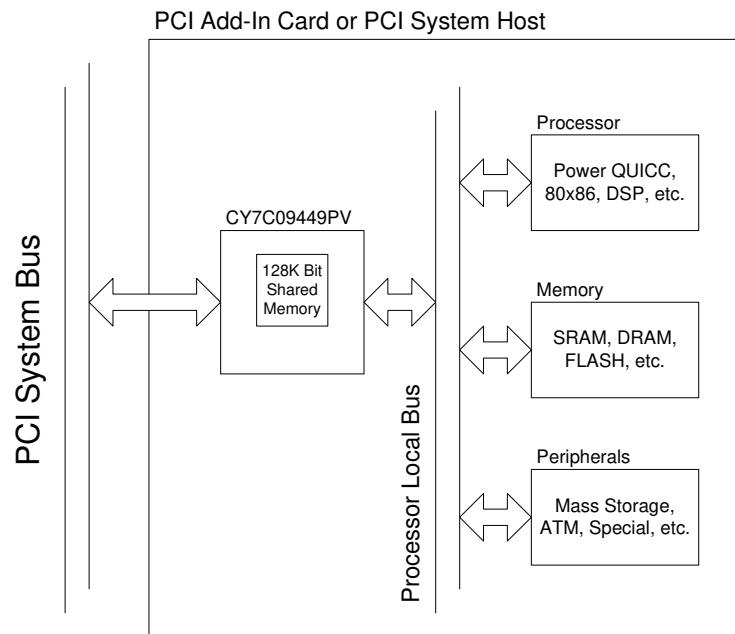 PCI Add-In Card or PCI System Host
PCI System Bus
CY7C09449PV
128K Bit
Shared
Memory
Processor Local Bus
Processor
Power QUICC,
80x86, DSP, etc.
Memory
SRAM, DRAM,
FLASH, etc.
Peripherals
Mass Storage,
ATM, Special, etc.